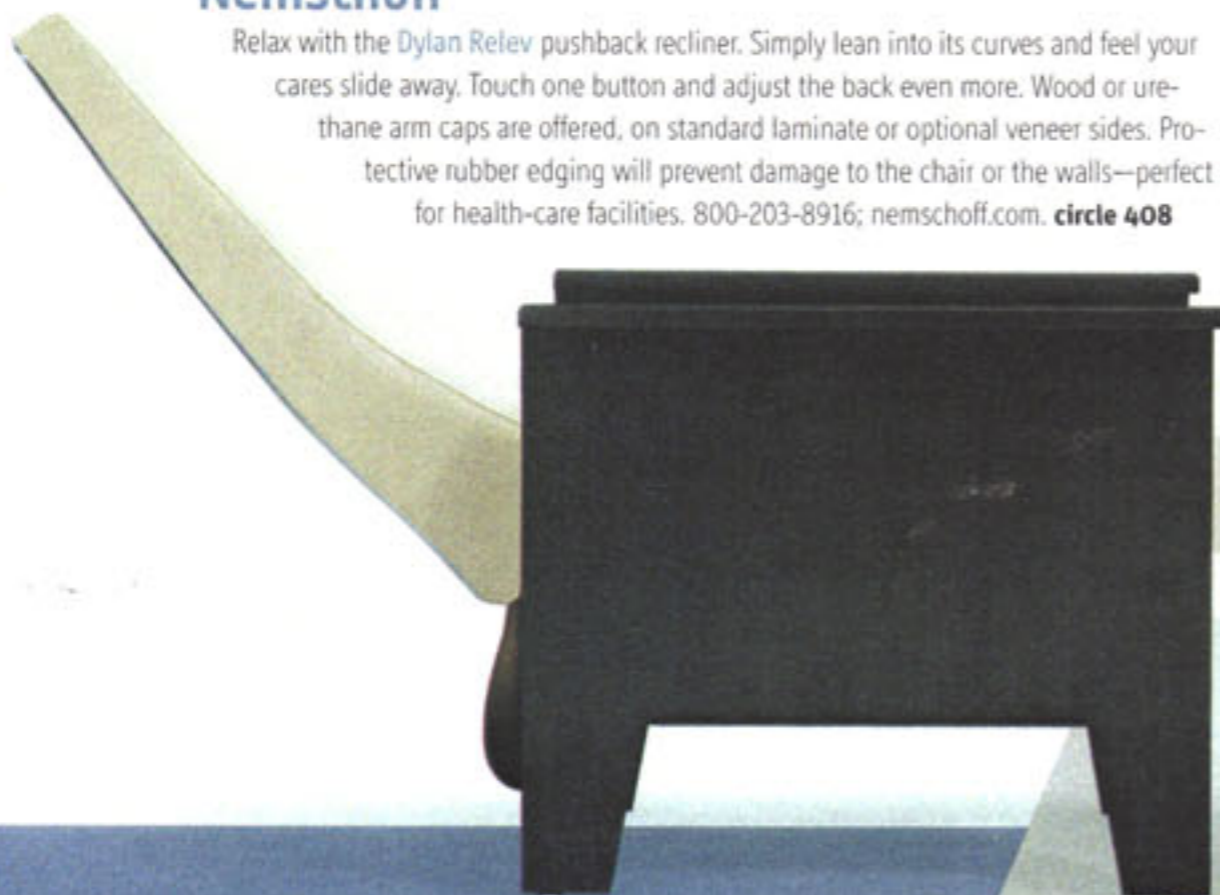 Nemschoff
Relax with the Dylan Relev pushback recliner. Simply lean into its curves and feel your
cares slide away. Touch one button and adjust the back even more. Wood or ure-
thane arm caps are offered, on standard laminate or optional veneer sides. Pro-
tective rubber edging will prevent damage to the chair or the walls—perfect
for health-care facilities. 800-203-8916; nemschoff.com. circle 408